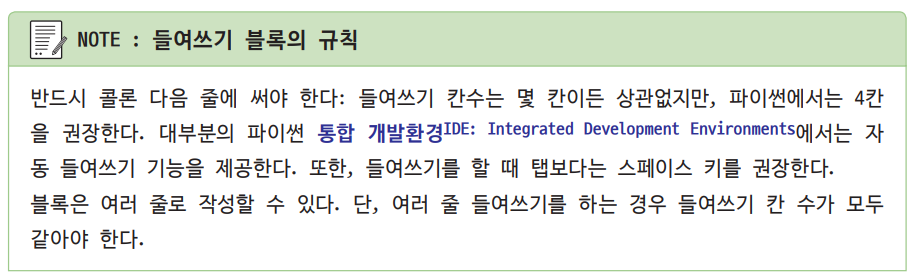 NOTE : 들여쓰기 블록의 규칙
반드시 콜론 다음 줄에 써야 한다: 들여쓰기 칸수는 몇 칸이든 상관없지만, 파이썬에서는 4칸
을 권장한다. 대부분의 파이썬 통합 개발환경IDE: Integrated Development Environments에서는 자
동 들여쓰기 기능을 제공한다. 또한, 들여쓰기를 할 때 탭보다는 스페이스 키를 권장한다.
블록은 여러 줄로 작성할 수 있다. 단, 여러 줄 들여쓰기를 하는 경우 들여쓰기 칸 수가 모두
같아야 한다.